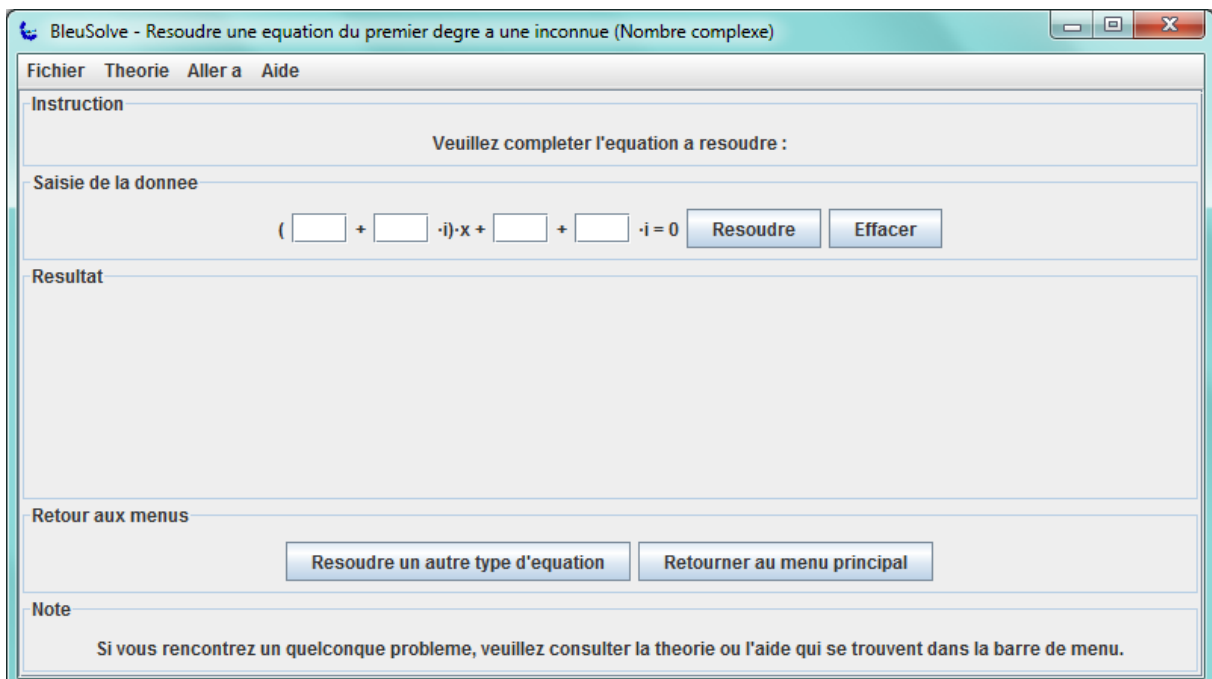 BleuSolve - Resoudre une equation du premier degre a une inconnue (Nombre complexe)
Fichier Theorie Aller a Aide
Instruction
Veuillez completer l'equation a resoudre :
Saisie de la donnee
( + ·i)·x + + ·i = 0 Resoudre Effacer
Resultat
Retour aux menus
Resoudre un autre type d'equation Retourner au menu principal
Note
Si vous rencontrez un quelconque probleme, veuillez consulter la theorie ou l'aide qui se trouvent dans la barre de menu.